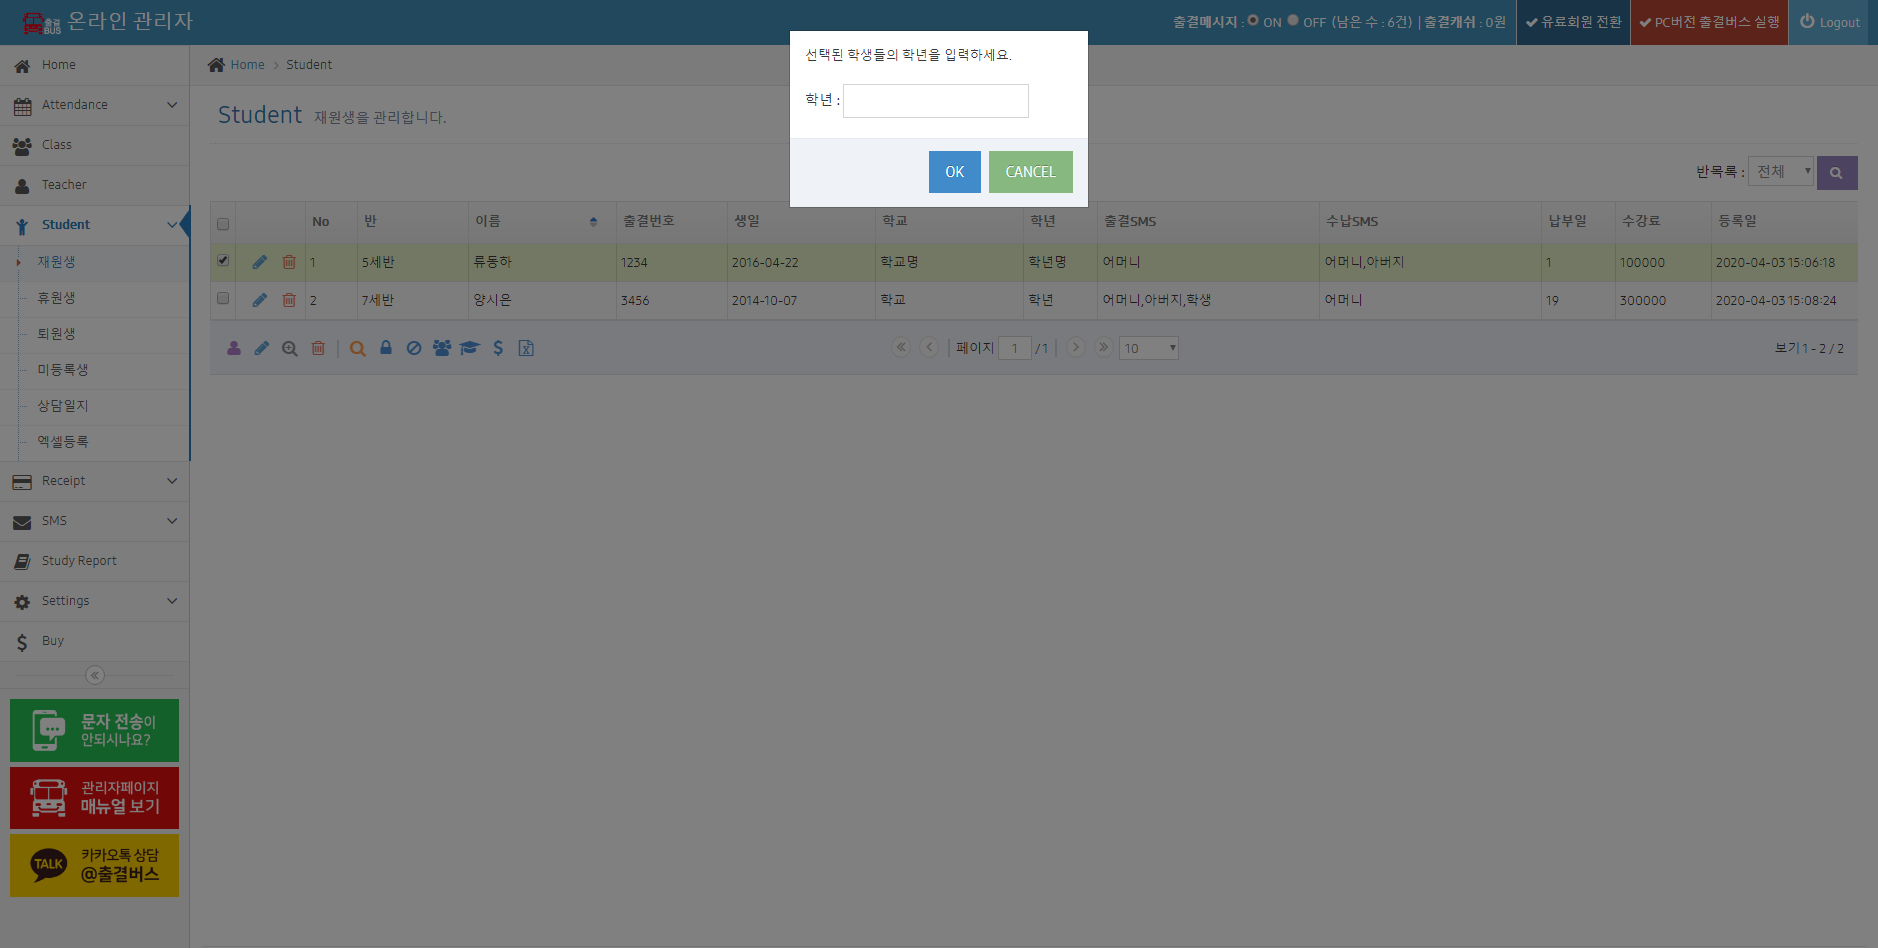 출결
BUS 온라인 관리자
출결메시지 : ON OFF (남은 수 : 6건) | 출결캐쉬 : 0원
유료회원 전환
PC버전 출결버스 실행
Logout
선택된 학생들의 학년을 입력하세요.
학년 :
OK CANCEL
Home
Attendance
Class
Teacher
Student
재원생
휴원생
퇴원생
미등록생
상담일지
엑셀등록
Receipt
SMS
Study Report
Settings
Buy
문자 전송이
안되시나요?
관리자페이지
매뉴얼 보기
TALK
카카오톡 상담
@출결버스
Home > Student
Student 재원생을 관리합니다.
반목록 : 전체
No 반 이름 출결번호 생일 학교 학년 출결SMS 수납SMS 납부일 수강료 등록일
1 5세반 류동하 1234 2016-04-22 학교명 학년명 어머니 어머니,아버지 1 100000 2020-04-03 15:06:18
2 7세반 양시은 3456 2014-10-07 학교 학년 어머니,아버지,학생 어머니 19 300000 2020-04-03 15:08:24
페이지 1 / 1 10 보기 1 - 2 / 2